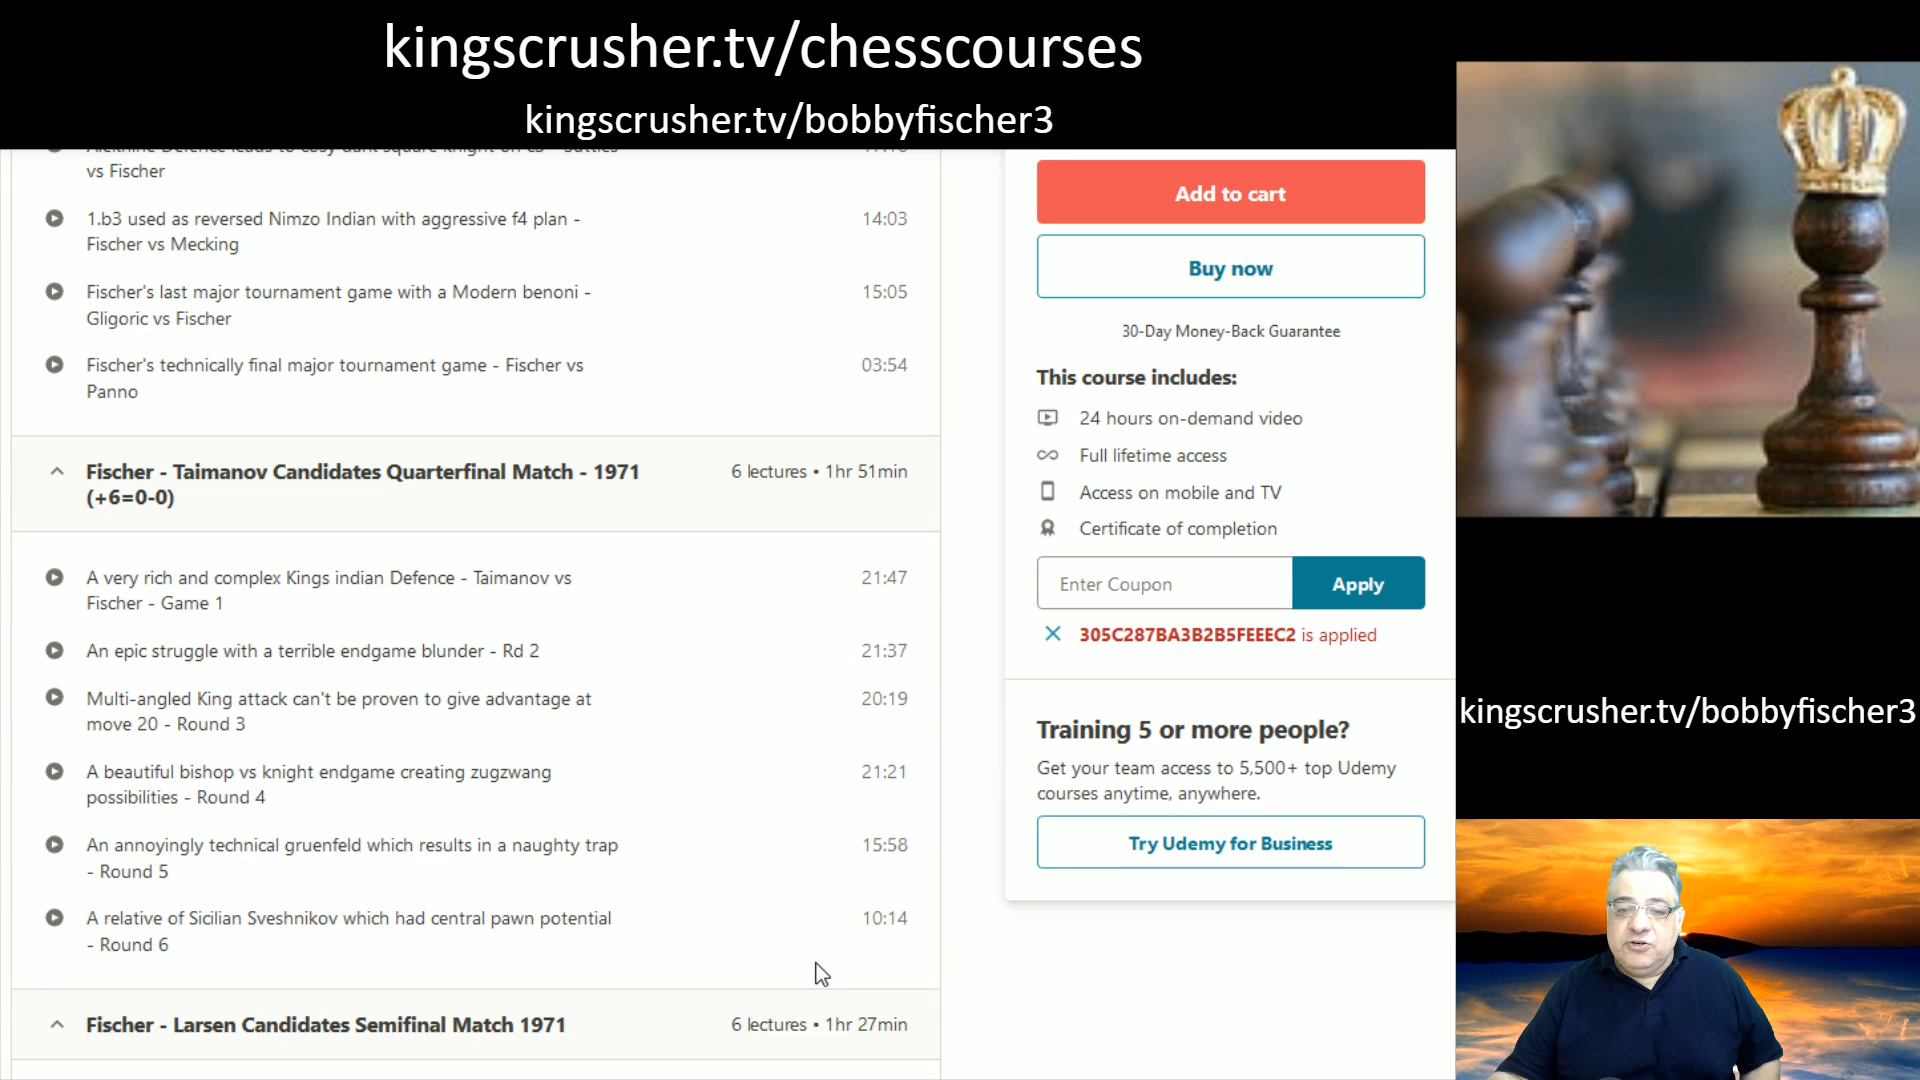 kingscrusher.tv/chesscourses
kingscrusher.tv/bobbyfischer3
vs Fischer
1.b3 used as reversed Nimzo Indian with aggressive f4 plan - 14:03
Fischer vs Mecking
Fischer's last major tournament game with a Modern benoni - 15:05
Gligoric vs Fischer
Fischer's technically final major tournament game - Fischer vs 03:54
Panno
Fischer - Taimanov Candidates Quarterfinal Match - 1971 6 lectures • 1hr 51min
(+6=0-0)
A very rich and complex Kings indian Defence - Taimanov vs 21:47
Fischer - Game 1
An epic struggle with a terrible endgame blunder - Rd 2 21:37
Multi-angled King attack can't be proven to give advantage at 20:19
move 20 - Round 3
A beautiful bishop vs knight endgame creating zugzwang 21:21
possibilities - Round 4
An annoyingly technical gruenfeld which results in a naughty trap 15:58
- Round 5
A relative of Sicilian Sveshnikov which had central pawn potential 10:14
- Round 6
Fischer - Larsen Candidates Semifinal Match 1971 6 lectures • 1hr 27min
Add to cart
Buy now
30-Day Money-Back Guarantee
This course includes:
24 hours on-demand video
Full lifetime access
Access on mobile and TV
Certificate of completion
Enter Coupon Apply
305C287BA3B2B5FEEEC2 is applied
Training 5 or more people?
Get your team access to 5,500+ top Udemy
courses anytime, anywhere.
Try Udemy for Business
kingscrusher.tv/bobbyfischer3